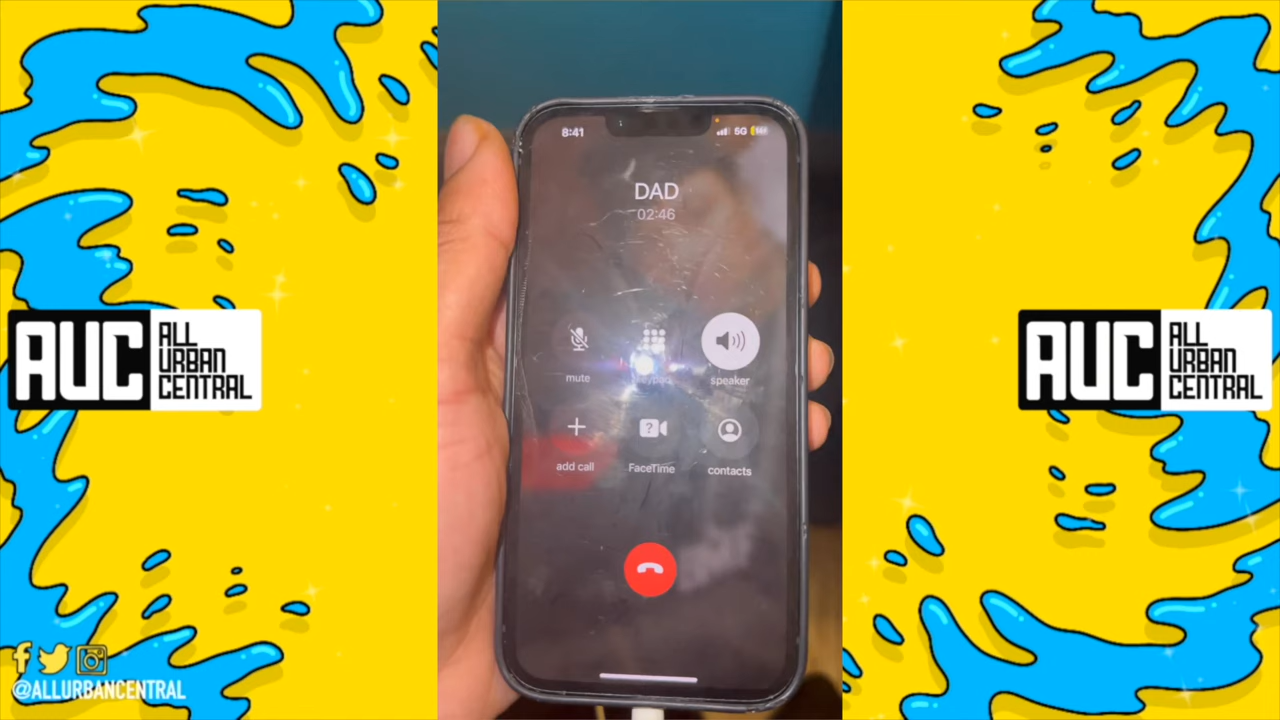 8:41
5G
DAD
02:46
mute
speaker
add call
FaceTime
contacts
AUC
ALL
URBAN
CENTRAL
AUC
ALL
URBAN
CENTRAL
@ALLURBANCENTRAL